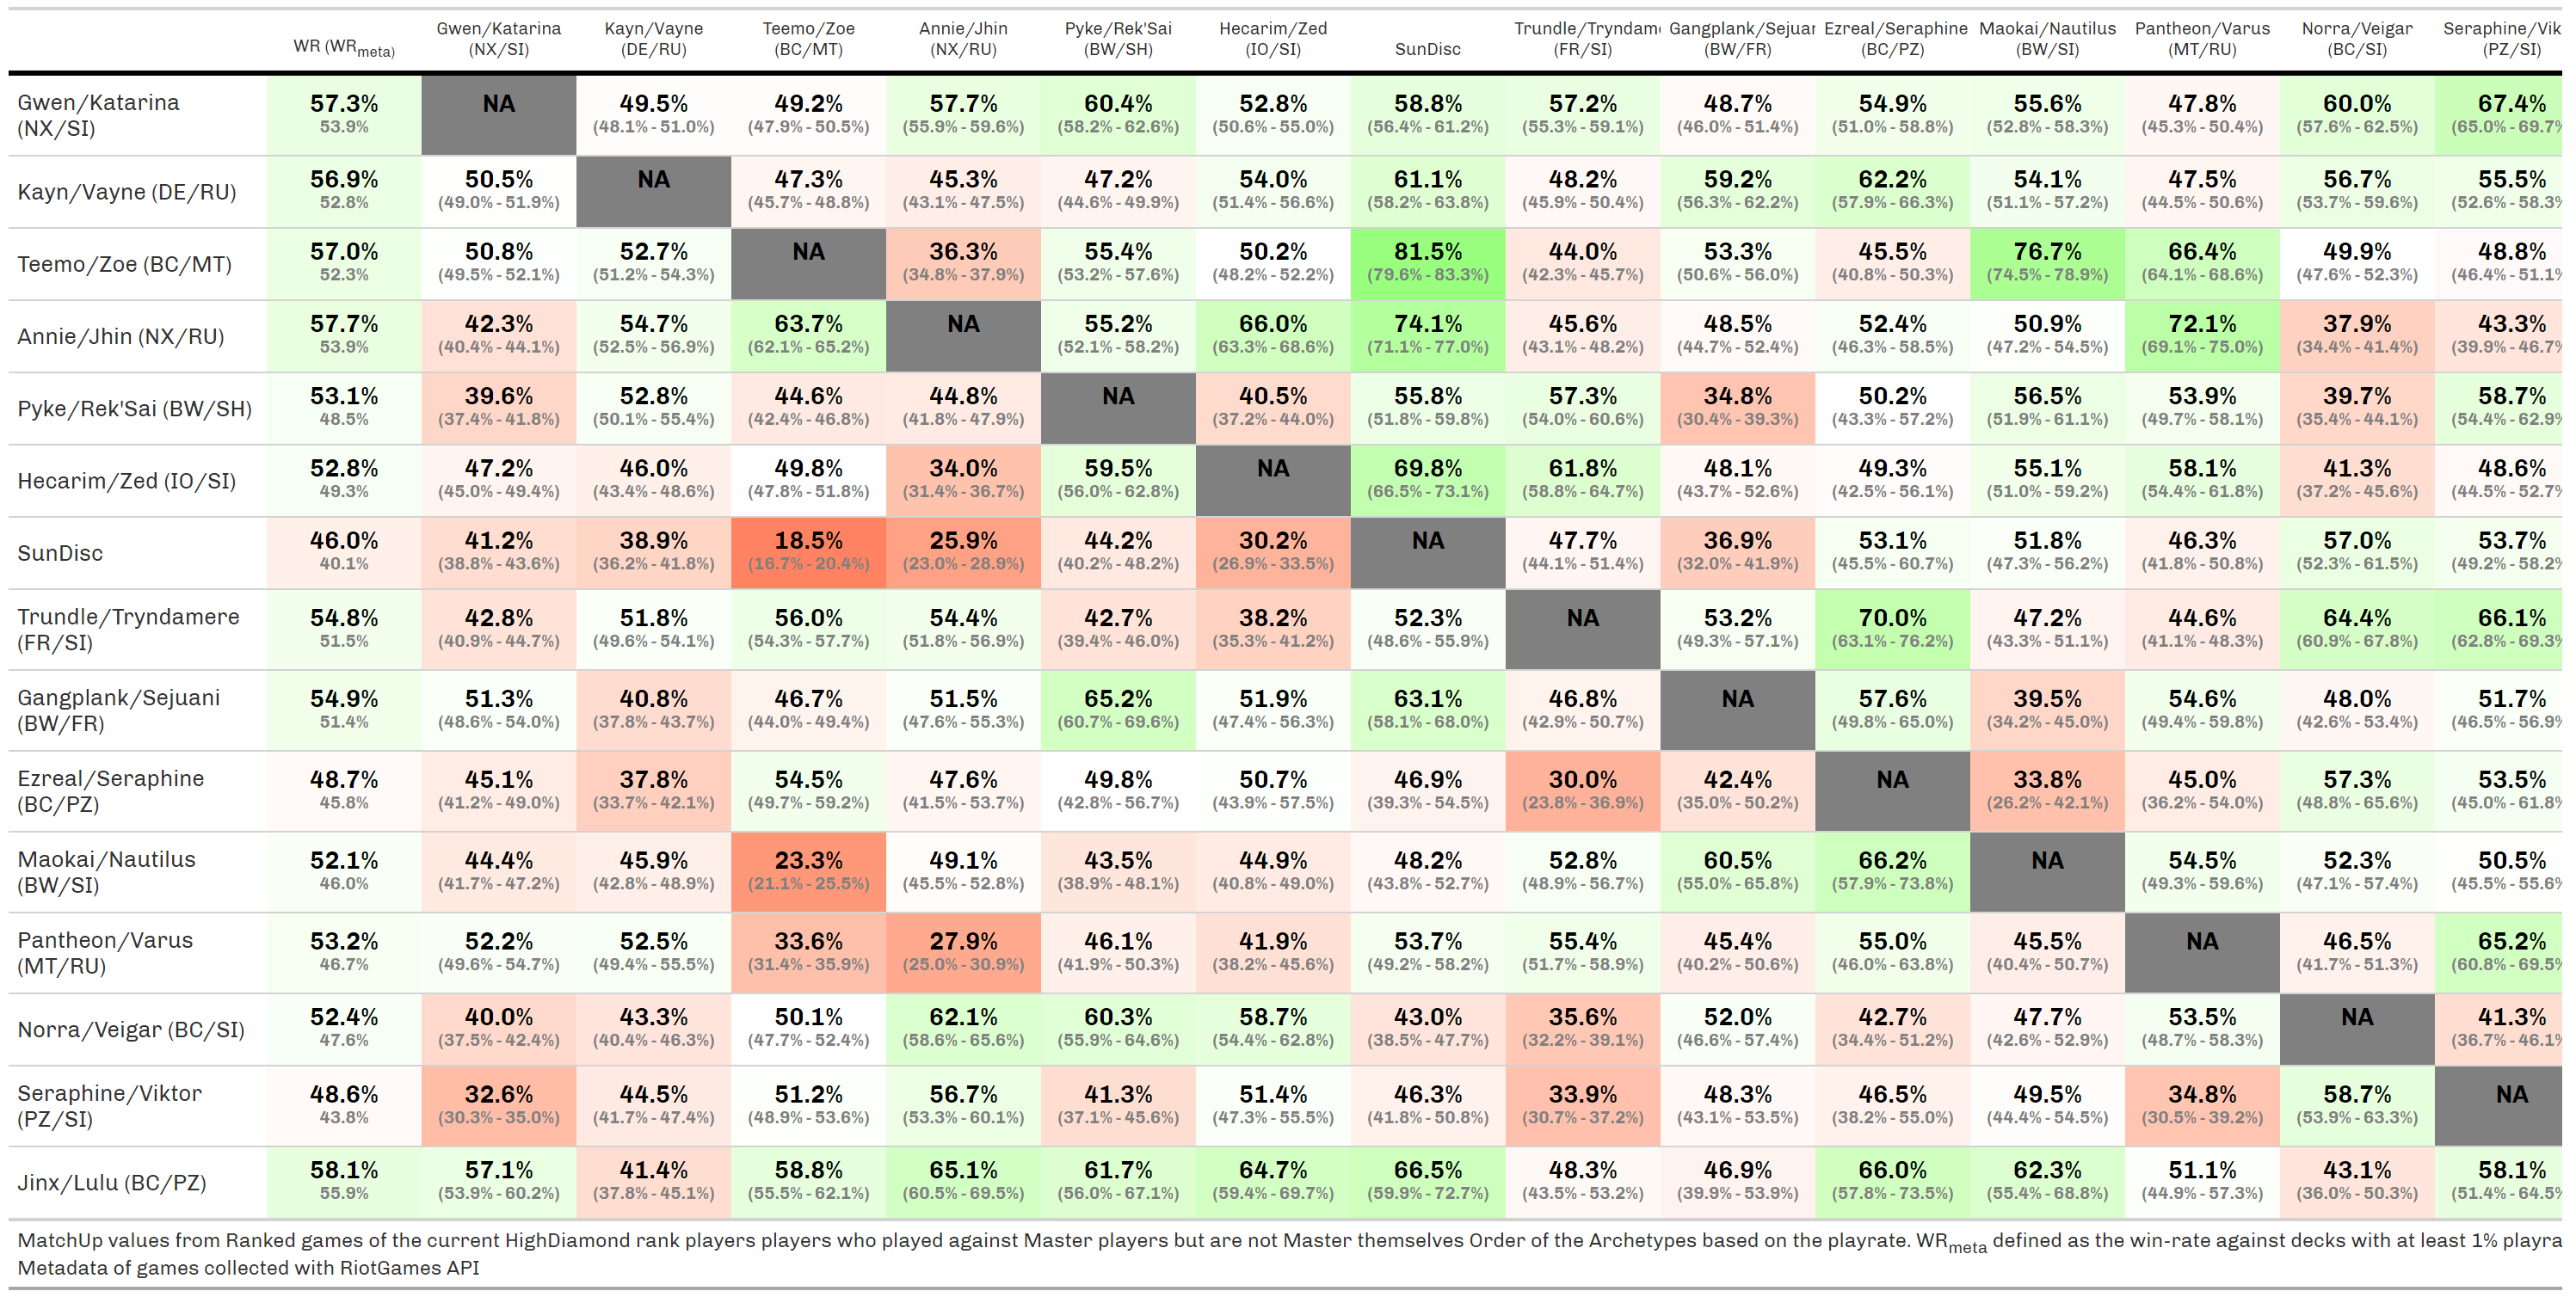 WR (WRmeta) Gwen/Katarina (NX/SI) Kayn/Vayne (DE/RU) Teemo/Zoe (BC/MT) Annie/Jhin (NX/RU) Pyke/Rek'Sai (BW/SH) Hecarim/Zed (IO/SI) SunDisc Trundle/Tryndam (FR/SI) Gangplank/Sejuar (BW/FR) Ezreal/Seraphine (BC/PZ) Maokai/Nautilus (BW/SI) Pantheon/Varus (MT/RU) Norra/Veigar (BC/SI) Seraphine/Vik (PZ/SI)
Gwen/Katarina (NX/SI) 57.3% NA 49.5% 49.2% 57.7% 60.4% 52.8% 58.8% 57.2% 48.7% 54.9% 55.6% 47.8% 60.0% 67.4%
53.9% (48.1% - 51.0%) (47.9% - 50.5%) (55.9% - 59.6%) (58.2% - 62.6%) (50.6% - 55.0%) (56.4% - 61.2%) (55.3% - 59.1%) (46.0% - 51.4%) (51.0% - 58.8%) (52.8% - 58.3%) (45.3% - 50.4%) (57.6% - 62.5%) (65.0% - 69.7%
Kayn/Vayne (DE/RU) 56.9% 50.5% NA 47.3% 45.3% 47.2% 54.0% 61.1% 48.2% 59.2% 62.2% 54.1% 47.5% 56.7% 55.5%
52.8% (49.0% - 51.9%) (45.7% - 48.8%) (43.1% - 47.5%) (44.6% - 49.9%) (51.4% - 56.6%) (58.2% - 63.8%) (45.9% - 50.4%) (56.3% - 62.2%) (57.9% - 66.3%) (51.1% - 57.2%) (44.5% - 50.6%) (53.7% - 59.6%) (52.6% - 58.3%
Teemo/Zoe (BC/MT) 57.0% 50.8% 52.7% NA 36.3% 55.4% 50.2% 81.5% 44.0% 53.3% 45.5% 76.7% 66.4% 49.9% 48.8%
52.3% (49.5% - 52.1%) (51.2% - 54.3%) (34.8% - 37.9%) (53.2% - 57.6%) (48.2% - 52.2%) (79.6% - 83.3%) (42.3% - 45.7%) (50.6% - 56.0%) (40.8% - 50.3%) (74.5% - 78.9%) (64.1% - 68.6%) (47.6% - 52.3%) (46.4% - 51.1%
Annie/Jhin (NX/RU) 57.7% 42.3% 54.7% 63.7% NA 55.2% 66.0% 74.1% 45.6% 48.5% 52.4% 50.9% 72.1% 37.9% 43.3%
53.9% (40.4% - 44.1%) (52.5% - 56.9%) (62.1% - 65.2%) (52.1% - 58.2%) (63.3% - 68.6%) (71.1% - 77.0%) (43.1% - 48.2%) (44.7% - 52.4%) (46.3% - 58.5%) (47.2% - 54.5%) (69.1% - 75.0%) (34.4% - 41.4%) (39.9% - 46.7%
Pyke/Rek'Sai (BW/SH) 53.1% 39.6% 52.8% 44.6% 44.8% NA 40.5% 55.8% 57.3% 34.8% 50.2% 56.5% 53.9% 39.7% 58.7%
48.5% (37.4% - 41.8%) (50.1% - 55.4%) (42.4% - 46.8%) (41.8% - 47.9%) (37.2% - 44.0%) (51.8% - 59.8%) (54.0% - 60.6%) (30.4% - 39.3%) (43.3% - 57.2%) (51.9% - 61.1%) (49.7% - 58.1%) (35.4% - 44.1%) (54.4% - 62.9%
Hecarim/Zed (IO/SI) 52.8% 47.2% 46.0% 49.8% 34.0% 59.5% NA 69.8% 61.8% 48.1% 49.3% 55.1% 58.1% 41.3% 48.6%
49.3% (45.0% - 49.4%) (43.4% - 48.6%) (47.8% - 51.8%) (31.4% - 36.7%) (56.0% - 62.8%) (66.5% - 73.1%) (58.8% - 64.7%) (43.7% - 52.6%) (42.5% - 56.1%) (51.0% - 59.2%) (54.4% - 61.8%) (37.2% - 45.6%) (44.5% - 52.7%
SunDisc 46.0% 41.2% 38.9% 18.5% 25.9% 44.2% 30.2% NA 47.7% 36.9% 53.1% 51.8% 46.3% 57.0% 53.7%
40.1% (38.8% - 43.6%) (36.2% - 41.8%) (16.7% - 20.4%) (23.0% - 28.9%) (40.2% - 48.2%) (26.9% - 33.5%) (44.1% - 51.4%) (32.0% - 41.9%) (45.5% - 60.7%) (47.3% - 56.2%) (41.8% - 50.8%) (52.3% - 61.5%) (49.2% - 58.2%
Trundle/Tryndamere (FR/SI) 54.8% 42.8% 51.8% 56.0% 54.4% 42.7% 38.2% 52.3% NA 53.2% 70.0% 47.2% 44.6% 64.4% 66.1%
51.5% (40.9% - 44.7%) (49.6% - 54.1%) (54.3% - 57.7%) (51.8% - 56.9%) (39.4% - 46.0%) (35.3% - 41.2%) (48.6% - 55.9%) (49.3% - 57.1%) (63.1% - 76.2%) (43.3% - 51.1%) (41.1% - 48.3%) (60.9% - 67.8%) (62.8% - 69.3%
Gangplank/Sejuani (BW/FR) 54.9% 51.3% 40.8% 46.7% 51.5% 65.2% 51.9% 63.1% 46.8% NA 57.6% 39.5% 54.6% 48.0% 51.7%
51.4% (48.6% - 54.0%) (37.8% - 43.7%) (44.0% - 49.4%) (47.6% - 55.3%) (60.7% - 69.6%) (47.4% - 56.3%) (58.1% - 68.0%) (42.9% - 50.7%) (49.8% - 65.0%) (34.2% - 45.0%) (49.4% - 59.8%) (42.6% - 53.4%) (46.5% - 56.9%
Ezreal/Seraphine (BC/PZ) 48.7% 45.1% 37.8% 54.5% 47.6% 49.8% 50.7% 46.9% 30.0% 42.4% NA 33.8% 45.0% 57.3% 53.5%
45.8% (41.2% - 49.0%) (33.7% - 42.1%) (49.7% - 59.2%) (41.5% - 53.7%) (42.8% - 56.7%) (43.9% - 57.5%) (39.3% - 54.5%) (23.8% - 36.9%) (35.0% - 50.2%) (26.2% - 42.1%) (36.2% - 54.0%) (48.8% - 65.6%) (45.0% - 61.8%
Maokai/Nautilus (BW/SI) 52.1% 44.4% 45.9% 23.3% 49.1% 43.5% 44.9% 48.2% 52.8% 60.5% 66.2% NA 54.5% 52.3% 50.5%
46.0% (41.7% - 47.2%) (42.8% - 48.9%) (21.1% - 25.5%) (45.5% - 52.8%) (38.9% - 48.1%) (40.8% - 49.0%) (43.8% - 52.7%) (48.9% - 56.7%) (55.0% - 65.8%) (57.9% - 73.8%) (49.3% - 59.6%) (47.1% - 57.4%) (45.5% - 55.6%
Pantheon/Varus (MT/RU) 53.2% 52.2% 52.5% 33.6% 27.9% 46.1% 41.9% 53.7% 55.4% 45.4% 55.0% 45.5% NA 46.5% 65.2%
46.7% (49.6% - 54.7%) (49.4% - 55.5%) (31.4% - 35.9%) (25.0% - 30.9%) (41.9% - 50.3%) (38.2% - 45.6%) (49.2% - 58.2%) (51.7% - 58.9%) (40.2% - 50.6%) (46.0% - 63.8%) (40.4% - 50.7%) (41.7% - 51.3%) (60.8% - 69.5%
Norra/Veigar (BC/SI) 52.4% 40.0% 43.3% 50.1% 62.1% 60.3% 58.7% 43.0% 35.6% 52.0% 42.7% 47.7% 53.5% NA 41.3%
47.6% (37.5% - 42.4%) (40.4% - 46.3%) (47.7% - 52.4%) (58.6% - 65.6%) (55.9% - 64.6%) (54.4% - 62.8%) (38.5% - 47.7%) (32.2% - 39.1%) (46.6% - 57.4%) (34.4% - 51.2%) (42.6% - 52.9%) (48.7% - 58.3%) (36.7% - 46.1%
Seraphine/Viktor (PZ/SI) 48.6% 32.6% 44.5% 51.2% 56.7% 41.3% 51.4% 46.3% 33.9% 48.3% 46.5% 49.5% 34.8% 58.7% NA
43.8% (30.3% - 35.0%) (41.7% - 47.4%) (48.9% - 53.6%) (53.3% - 60.1%) (37.1% - 45.6%) (47.3% - 55.5%) (41.8% - 50.8%) (30.7% - 37.2%) (43.1% - 53.5%) (38.2% - 55.0%) (44.4% - 54.5%) (30.5% - 39.2%) (53.9% - 63.3%)
Jinx/Lulu (BC/PZ) 58.1% 57.1% 41.4% 58.8% 65.1% 61.7% 64.7% 66.5% 48.3% 46.9% 66.0% 62.3% 51.1% 43.1% 58.1%
55.9% (53.9% - 60.2%) (37.8% - 45.1%) (55.5% - 62.1%) (60.5% - 69.5%) (56.0% - 67.1%) (59.4% - 69.7%) (59.9% - 72.7%) (43.5% - 53.2%) (39.9% - 53.9%) (57.8% - 73.5%) (55.4% - 68.8%) (44.9% - 57.3%) (36.0% - 50.3%) (51.4% - 64.5%
MatchUp values from Ranked games of the current HighDiamond rank players players who played against Master players but are not Master themselves Order of the Archetypes based on the playrate. WRmeta defined as the win-rate against decks with at least 1% playra
Metadata of games collected with RiotGames API